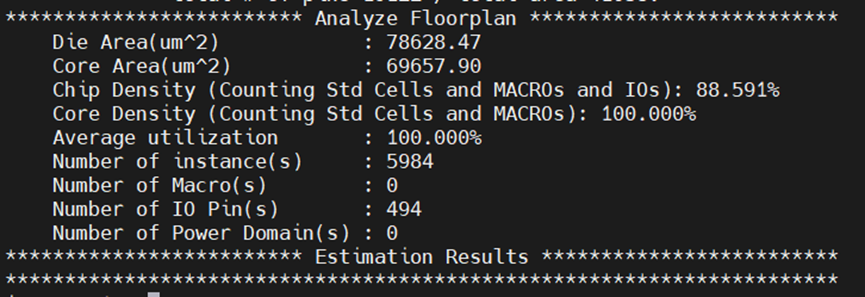 ************************* Analyze Floorplan **************************
Die Area(um^2) : 78628.47
Core Area(um^2) : 69657.90
Chip Density (Counting Std Cells and MACROs and IOs): 88.591%
Core Density (Counting Std Cells and MACROs): 100.000%
Average utilization : 100.000%
Number of instance(s) : 5984
Number of Macro(s) : 0
Number of IO Pin(s) : 494
Number of Power Domain(s) : 0
************************* Estimation Results *************************
**********************************************************************